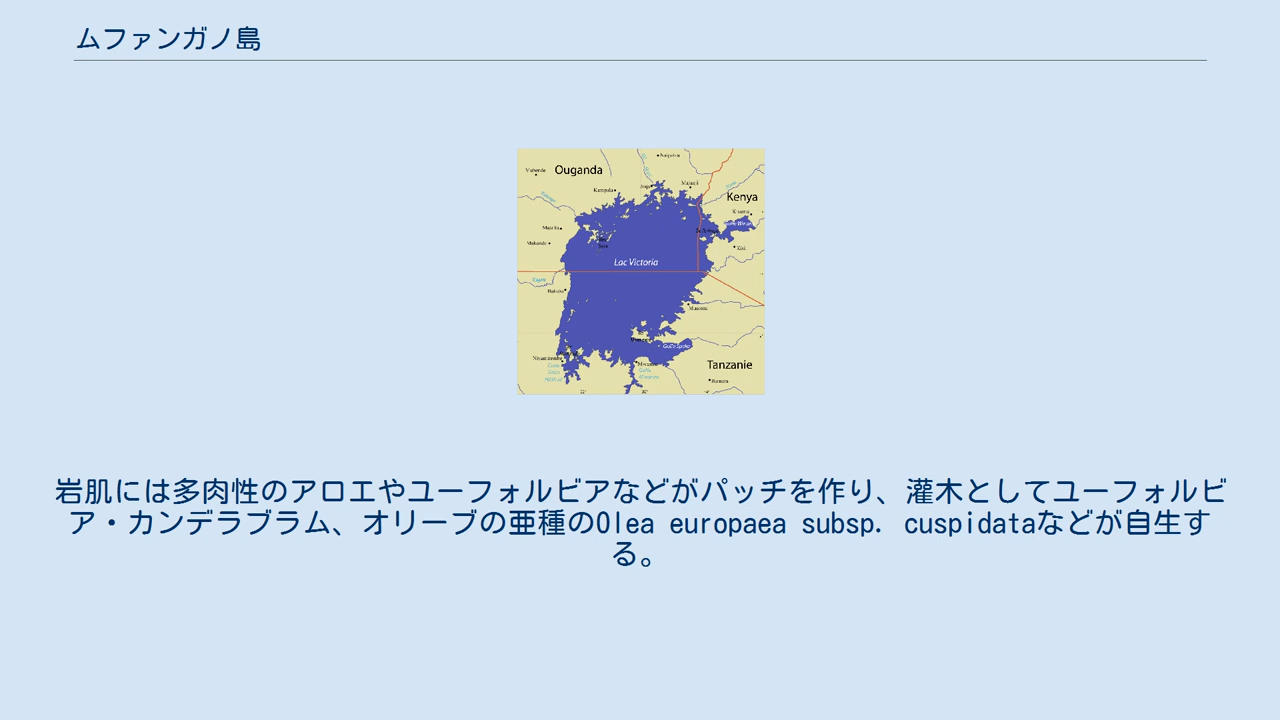 ムファンガノ島
Ouganda
Kampala
Kenya
Lac Victoria
Tanzanie
岩肌には多肉性のアロエやユーフォルビアなどがパッチを作り、灌木としてユーフォルビ
ア・カンデラブラム、オリーブの亜種のOlea europaea subsp. cuspidataなどが自生す
る。